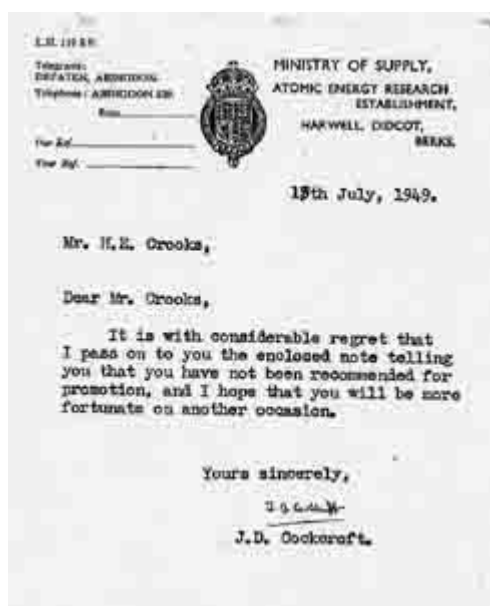 Telegrams:
ABINGDON
Telephone: ABINGDON
Our Ref.
Your Ref.
MINISTRY OF SUPPLY,
ATOMIC ENERGY RESEARCH
ESTABLISHMENT,
HARWELL, DIDCOT,
BERKS.
July, 1949.
Mr. H.E. Crooks,
Dear Mr. Crooks,
It is with considerable regret that
I pass on to you the enclosed note telling
you that you have not been recommended for
promotion, and I hope that you will be more
fortunate on another occasion.
Yours sincerely,
J.D. Cockcroft.